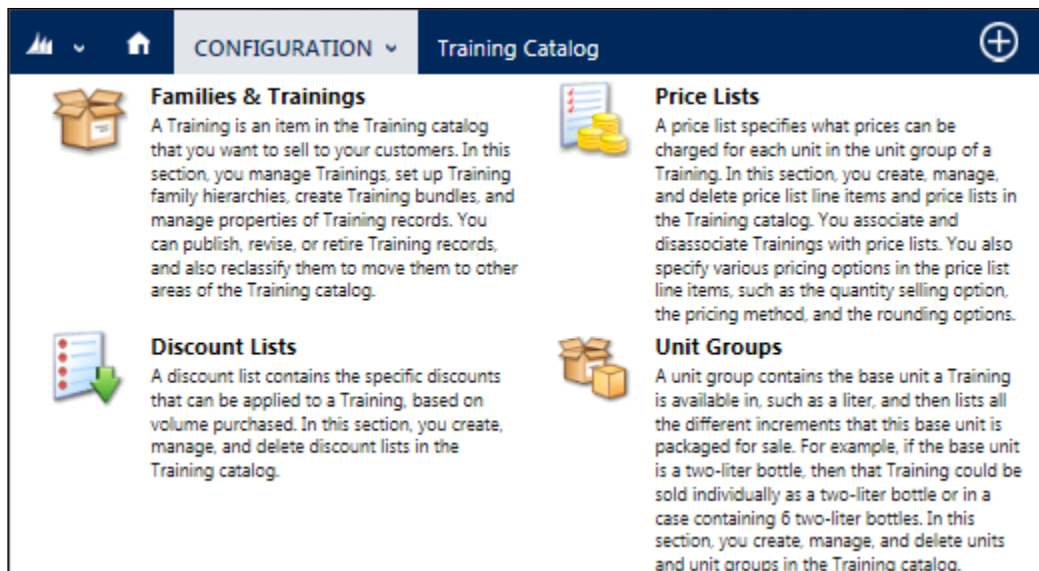 CONFIGURATION
Training Catalog
Families & Trainings
A Training is an item in the Training catalog
that you want to sell to your customers. In this
section, you manage Trainings, set up Training
family hierarchies, create Training bundles, and
manage properties of Training records. You
can publish, revise, or retire Training records,
and also reclassify them to move them to other
areas of the Training catalog.
Price Lists
A price list specifies what prices can be
charged for each unit in the unit group of a
Training. In this section, you create, manage,
and delete price list line items and price lists in
the Training catalog. You associate and
disassociate Trainings with price lists. You also
specify various pricing options in the price list
line items, such as the quantity selling option,
the pricing method, and the rounding options.
Discount Lists
A discount list contains the specific discounts
that can be applied to a Training, based on
volume purchased. In this section, you create,
manage, and delete discount lists in the
Training catalog.
Unit Groups
A unit group contains the base unit a Training
is available in, such as a liter, and then lists all
the different increments that this base unit is
packaged for sale. For example, if the base unit
is a two-liter bottle, then that Training could be
sold individually as a two-liter bottle or in a
case containing 6 two-liter bottles. In this
section, you create, manage, and delete units
and unit groups in the Training catalog.